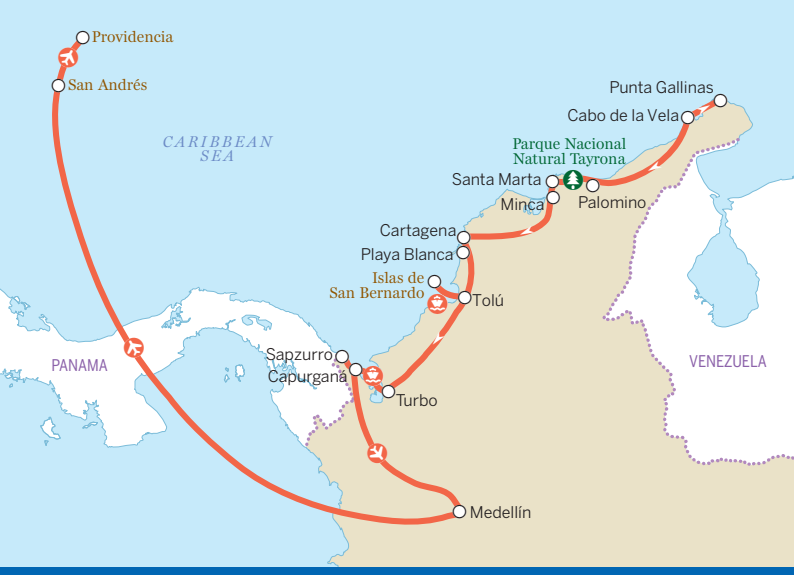 Providencia
San Andrés
Punta Gallinas
Cabo de la Vela
CARIBBEAN
SEA
Parque Nacional
Natural Tayrona
Santa Marta
Minca
Palomino
Cartagena
Playa Blanca
Islas de
San Bernardo
Tolú
Sapzurro
PANAMA
VENEZUELA
Capurganá
Turbo
Medellín